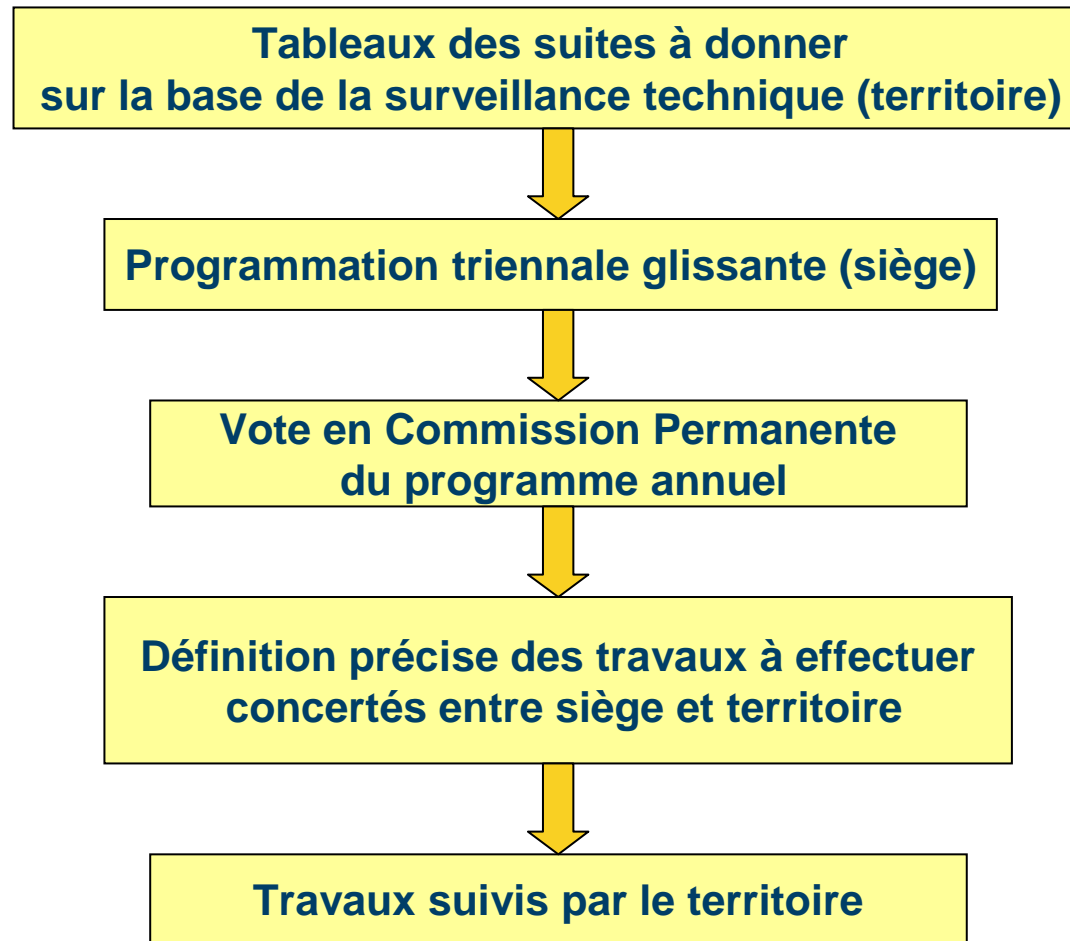 Tableaux des suites à donner
sur la base de la surveillance technique (territoire)
Programmation triennale glissante (siège)
Vote en Commission Permanente
du programme annuel
Définition précise des travaux à effectuer
concertés entre siège et territoire
Travaux suivis par le territoire